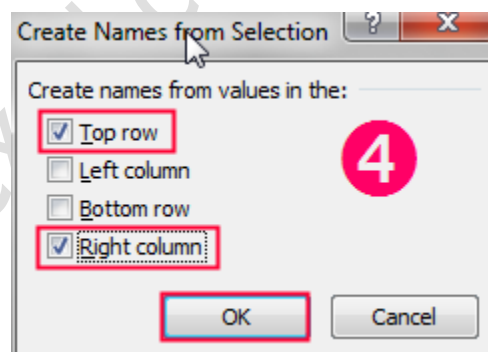 Create Names from Selection
?
X
Create names from values in the:
Top row
4
Left column
Bottom row
Right column
OK
Cancel